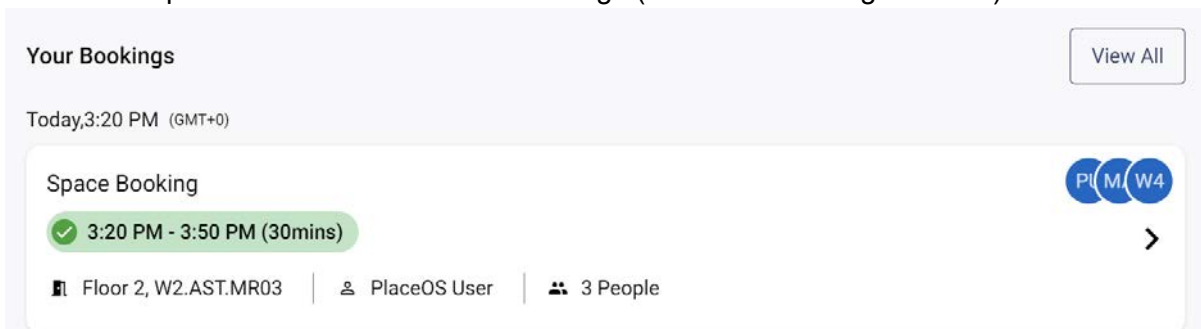 Your Bookings
View All
Today,3:20 PM (GMT+0)
Space Booking
W4
3:20 PM - 3:50 PM (30mins)
Floor 2, W2.AST.MR03
PlaceOS User
3 People